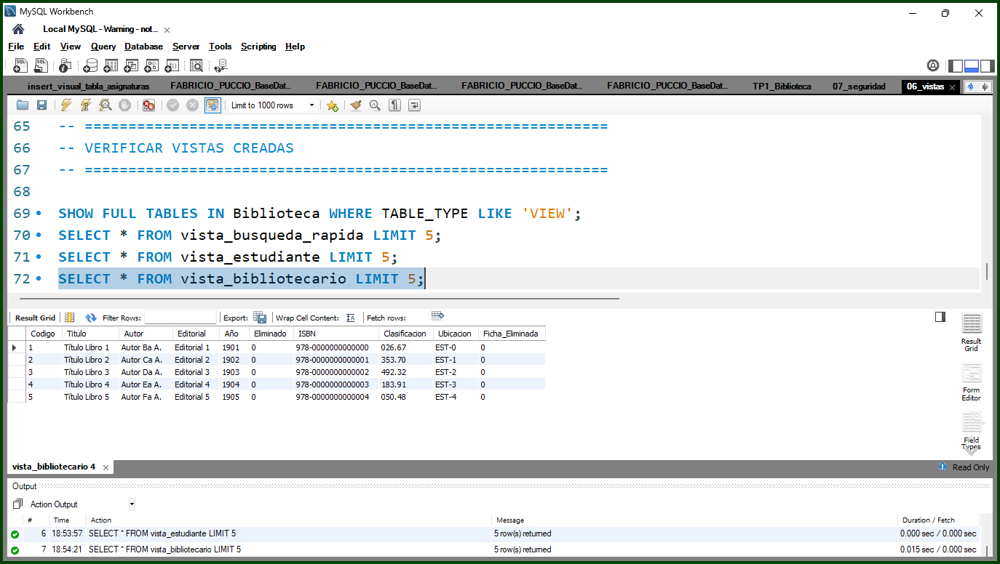 MySQL Workbench
Local MySQL - Warning - not...
File Edit View Query Database Server Tools Scripting Help
insert_visual_tabla_asignaturas FABRICIO_PUCCIO_BaseDat... FABRICIO_PUCCIO_BaseDat... FABRICIO_PUCCIO_BaseDat... FABRICIO_PUCCIO_BaseDat... TP1_Biblioteca 07_seguridad 06_vistas
Limit to 1000 rows
65 -- ============================================================
66 -- VERIFICAR VISTAS CREADAS
67 -- ============================================================
68
69 SHOW FULL TABLES IN Biblioteca WHERE TABLE_TYPE LIKE 'VIEW';
70 SELECT * FROM vista_busqueda_rapida LIMIT 5;
71 SELECT * FROM vista_estudiante LIMIT 5;
72 SELECT * FROM vista_bibliotecario LIMIT 5;
Result Grid Filter Rows: Export: Wrap Cell Content: Fetch rows:
Codigo Titulo Autor Editorial Año Eliminado ISBN Clasificacion Ubicacion Ficha_Eliminada
1 Título Libro 1 Autor Ba A. Editorial 1 1901 0 978-0000000000000 026.67 EST-0 0
2 Título Libro 2 Autor Ca A. Editorial 2 1902 0 978-0000000000001 353.70 EST-1 0
3 Título Libro 3 Autor Da A. Editorial 3 1903 0 978-0000000000002 492.32 EST-2 0
4 Título Libro 4 Autor Ea A. Editorial 4 1904 0 978-0000000000003 183.91 EST-3 0
5 Título Libro 5 Autor Fa A. Editorial 5 1905 0 978-0000000000004 050.48 EST-4 0
Result
Grid
Form
Editor
Field
Types
vista_bibliotecario 4
Read Only
Output
Action Output
# Time Action Message Duration / Fetch
6 18:53:57 SELECT * FROM vista_estudiante LIMIT 5 5 row(s) returned 0.000 sec / 0.000 sec
7 18:54:21 SELECT * FROM vista_bibliotecario LIMIT 5 5 row(s) returned 0.015 sec / 0.000 sec